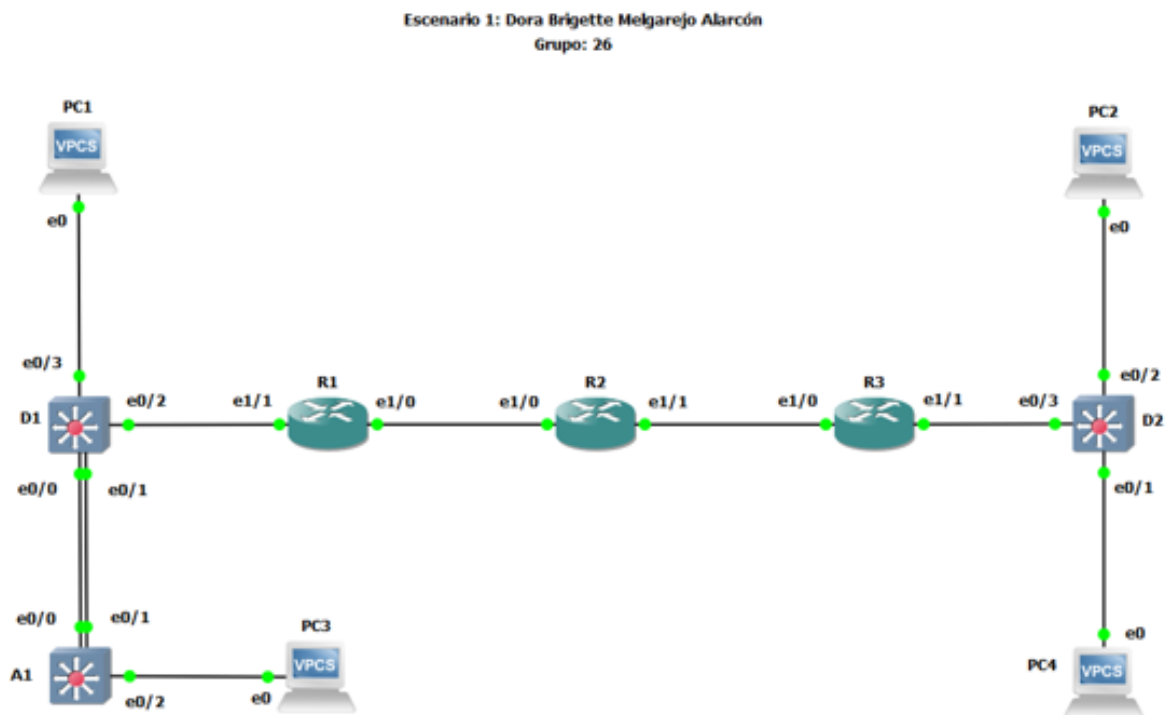 Escenario 1: Dora Brigette Melgarejo Alarcón
Grupo: 26
PC1
PC2
VPCS
VPCS
e0
e0
e0/3
e0/2
R1
R2
R3
e0/2
e1/1
e1/0
e1/0
e1/1
e1/0
e1/1
e0/3
D1
D2
e0/0
e0/1
e0/1
e0/0
e0/1
PC3
e0
A1
VPCS
PC4
VPCS
e0/2
e0